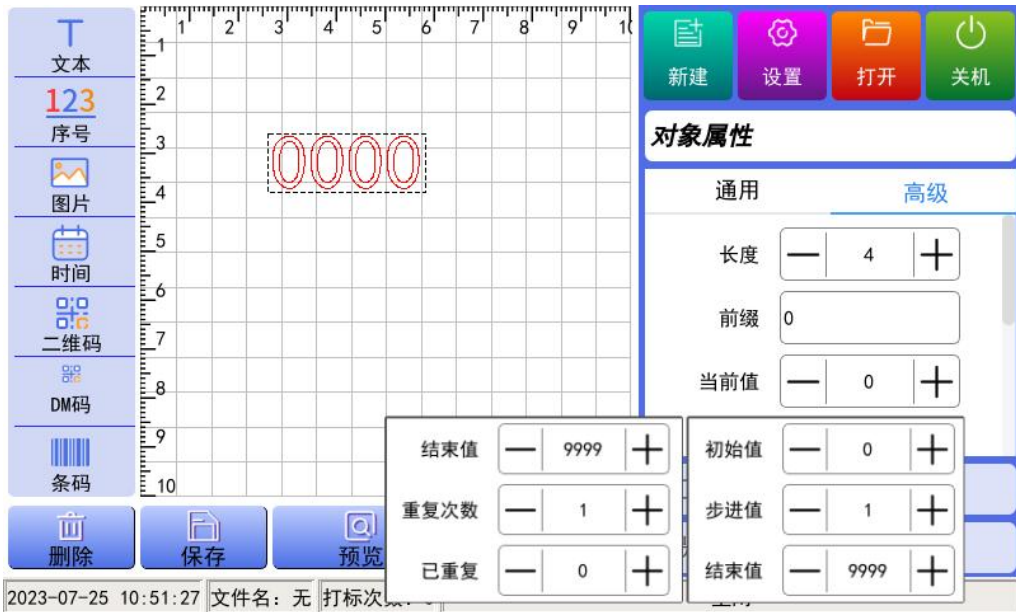 文本
123
序号
图片
时间
二维码
DM码
条码
1 2 3 4 5 6 7 8 9
1
2
3
4
5
6
7
8
9
10
0000
新建 设置 打开 关机
对象属性
通用 高级
长度 — 4 +
前缀 0
当前值 — 0 +
结束值 — 9999 +
重复次数 — 1 +
已重复 — 0 +
初始值 — 0 +
步进值 — 1 +
结束值 — 9999 +
删除 保存 预览
2023-07-25 10:51:27 文件名: 无 打标次